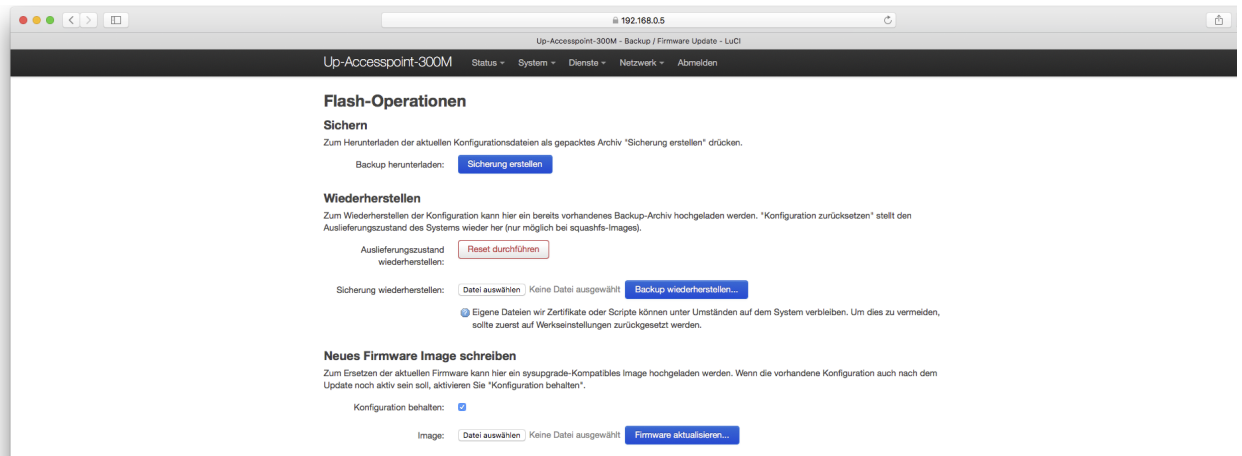 192.168.0.5
Up-Accesspoint-300M - Backup / Firmware Update - LuCI
Up-Accesspoint-300M Status System Dienste Netzwerk Abmelden
Flash-Operationen
Sichern
Zum Herunterladen der aktuellen Konfigurationsdateien als gepacktes Archiv "Sicherung erstellen" drücken.
Backup herunterladen: Sicherung erstellen
Wiederherstellen
Zum Wiederherstellen der Konfiguration kann hier ein bereits vorhandenes Backup-Archiv hochgeladen werden. "Konfiguration zurücksetzen" stellt den
Auslieferungszustand des Systems wieder her (nur möglich bei squashfs-Images).
Auslieferungszustand Reset durchführen
wiederherstellen:
Sicherung wiederherstellen: Datei auswählen Keine Datei ausgewählt Backup wiederherstellen...
Eigene Dateien wir Zertifikate oder Scripte können unter Umständen auf dem System verbleiben. Um dies zu vermeiden,
sollte zuerst auf Werkseinstellungen zurückgesetzt werden.
Neues Firmware Image schreiben
Zum Ersetzen der aktuellen Firmware kann hier ein sysupgrade-Kompatibles Image hochgeladen werden. Wenn die vorhandene Konfiguration auch nach dem
Update noch aktiv sein soll, aktivieren Sie "Konfiguration behalten".
Konfiguration behalten:
Image: Datei auswählen Keine Datei ausgewählt Firmware aktualisieren...